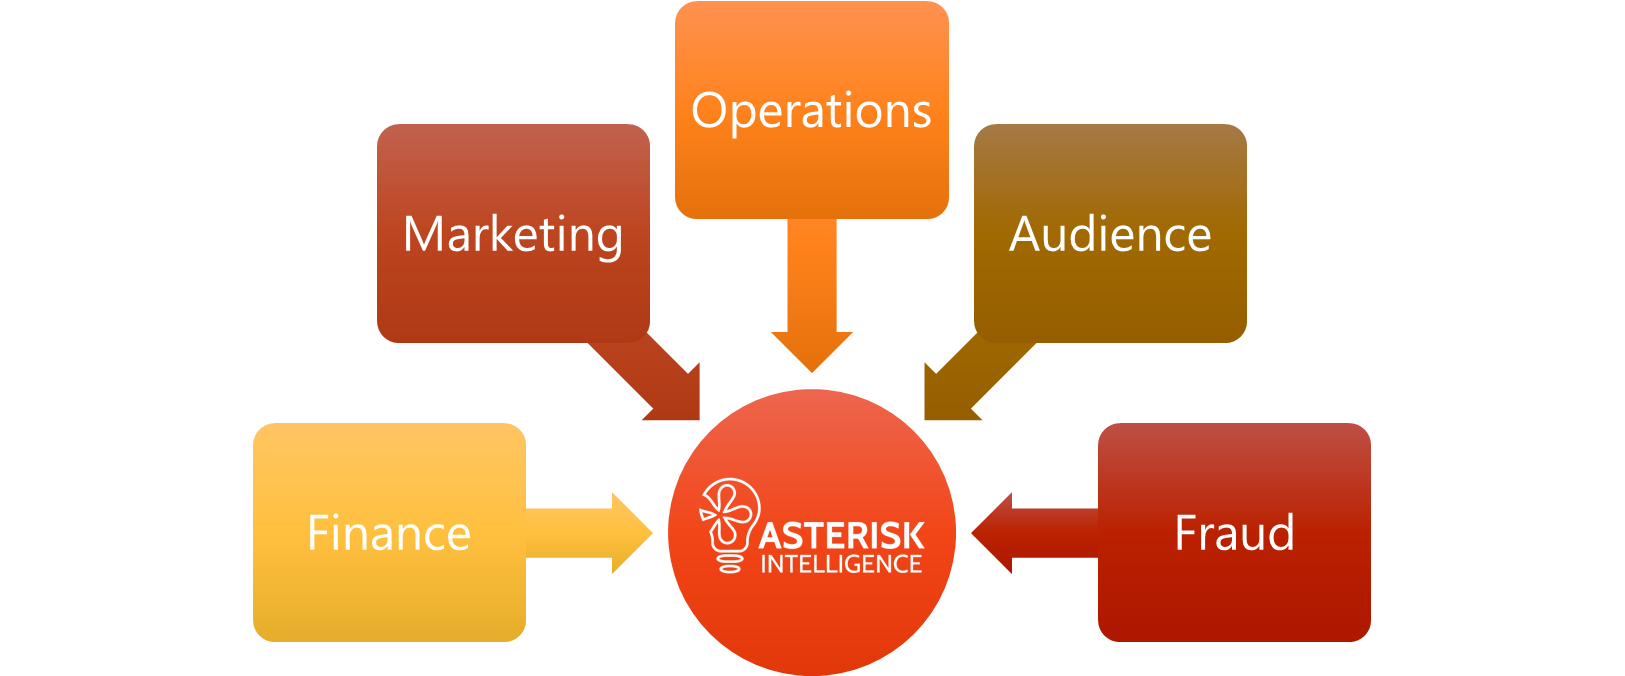 Operations
Marketing
Audience
Finance
ASTERISK
INTELLIGENCE
Fraud